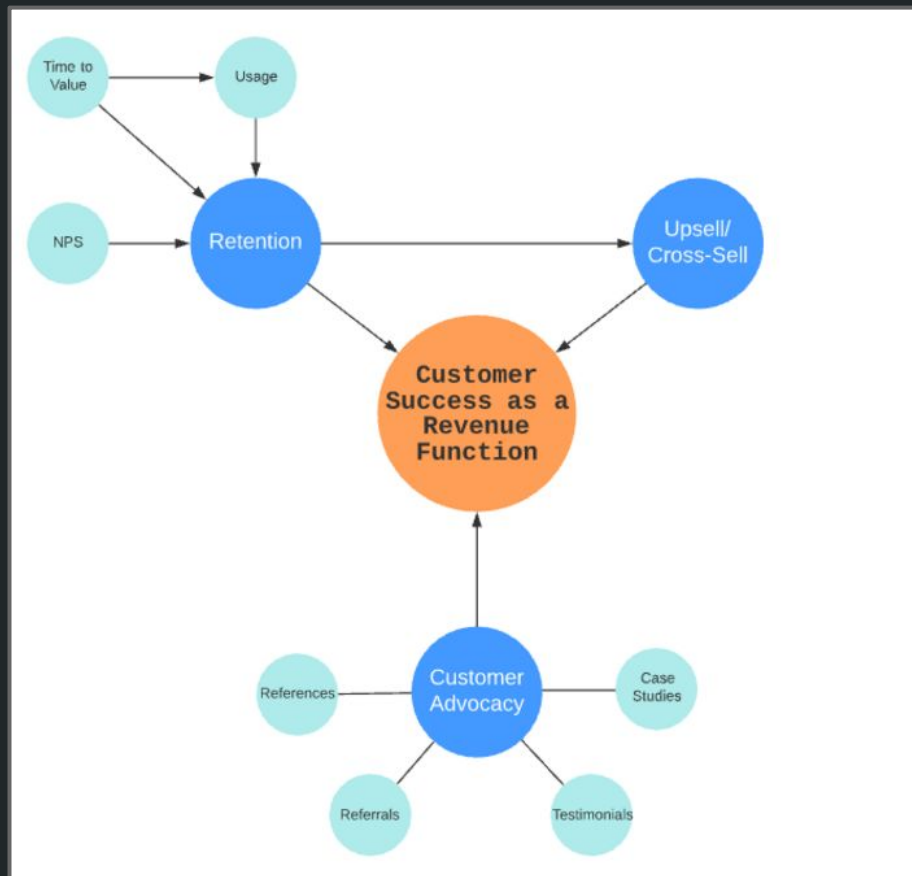 Time to
Value
Usage
NPS
Retention
Upsell/
Cross-Sell
Customer
Success as a
Revenue
Function
Customer
Advocacy
References
Case
Studies
Referrals
Testimonials